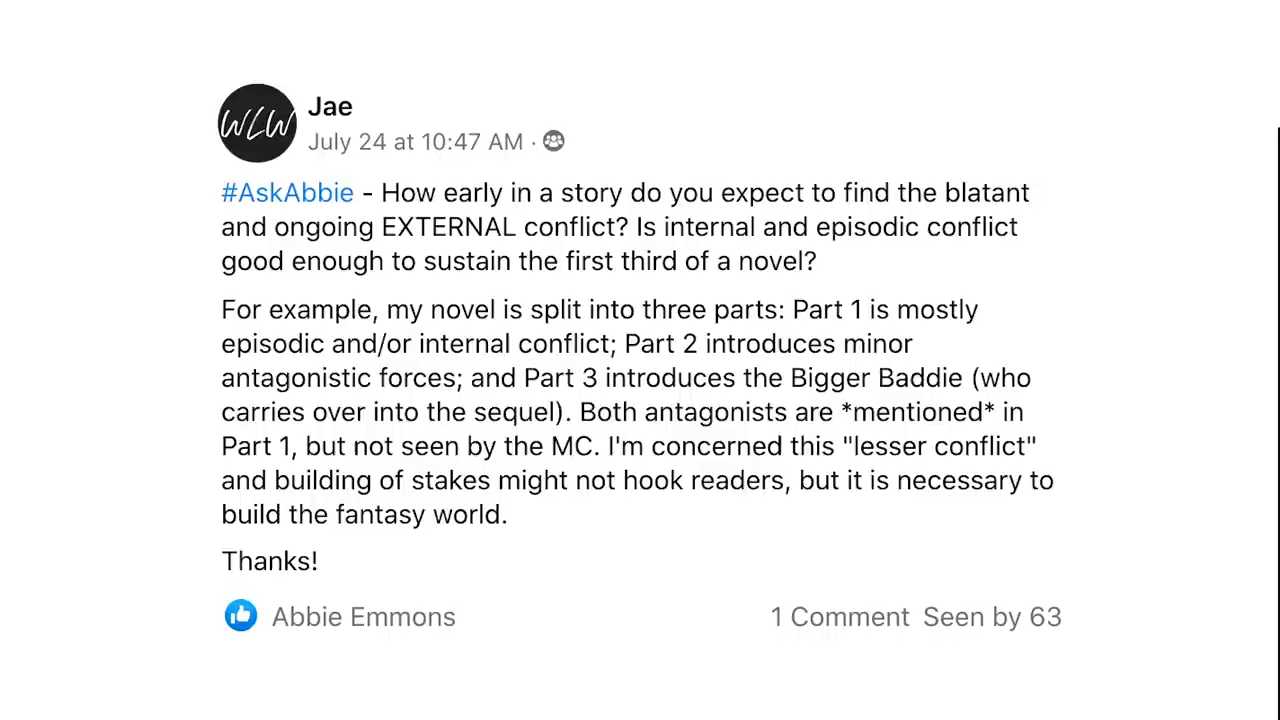 WLW
Jae
July 24 at 10:47 AM ·
#AskAbbie - How early in a story do you expect to find the blatant
and ongoing EXTERNAL conflict? Is internal and episodic conflict
good enough to sustain the first third of a novel?
For example, my novel is split into three parts: Part 1 is mostly
episodic and/or internal conflict; Part 2 introduces minor
antagonistic forces; and Part 3 introduces the Bigger Baddie (who
carries over into the sequel). Both antagonists are *mentioned* in
Part 1, but not seen by the MC. I'm concerned this "lesser conflict"
and building of stakes might not hook readers, but it is necessary to
build the fantasy world.
Thanks!
Abbie Emmons 1 Comment Seen by 63